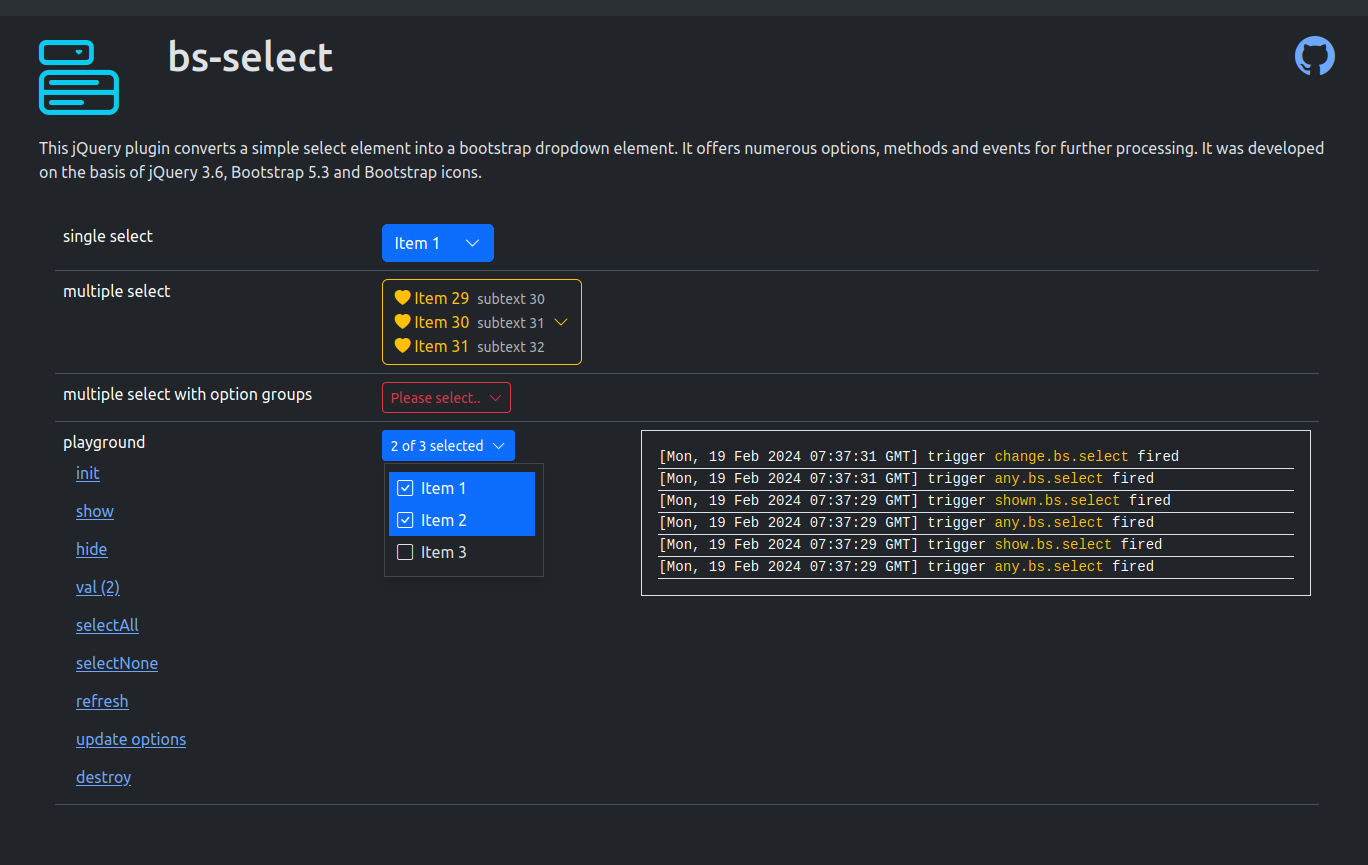 bs-select
This jQuery plugin converts a simple select element into a bootstrap dropdown element. It offers numerous options, methods and events for further processing. It was developed
on the basis of jQuery 3.6, Bootstrap 5.3 and Bootstrap icons.
single select
Item 1
multiple select
Item 29 subtext 30
Item 30 subtext 31
Item 31 subtext 32
multiple select with option groups
Please select..
playground
init
show
hide
val (2)
selectAll
selectNone
refresh
update options
destroy
2 of 3 selected
Item 1
Item 2
Item 3
[Mon, 19 Feb 2024 07:37:31 GMT] trigger change.bs.select fired
[Mon, 19 Feb 2024 07:37:31 GMT] trigger any.bs.select fired
[Mon, 19 Feb 2024 07:37:29 GMT] trigger shown.bs.select fired
[Mon, 19 Feb 2024 07:37:29 GMT] trigger any.bs.select fired
[Mon, 19 Feb 2024 07:37:29 GMT] trigger show.bs.select fired
[Mon, 19 Feb 2024 07:37:29 GMT] trigger any.bs.select fired